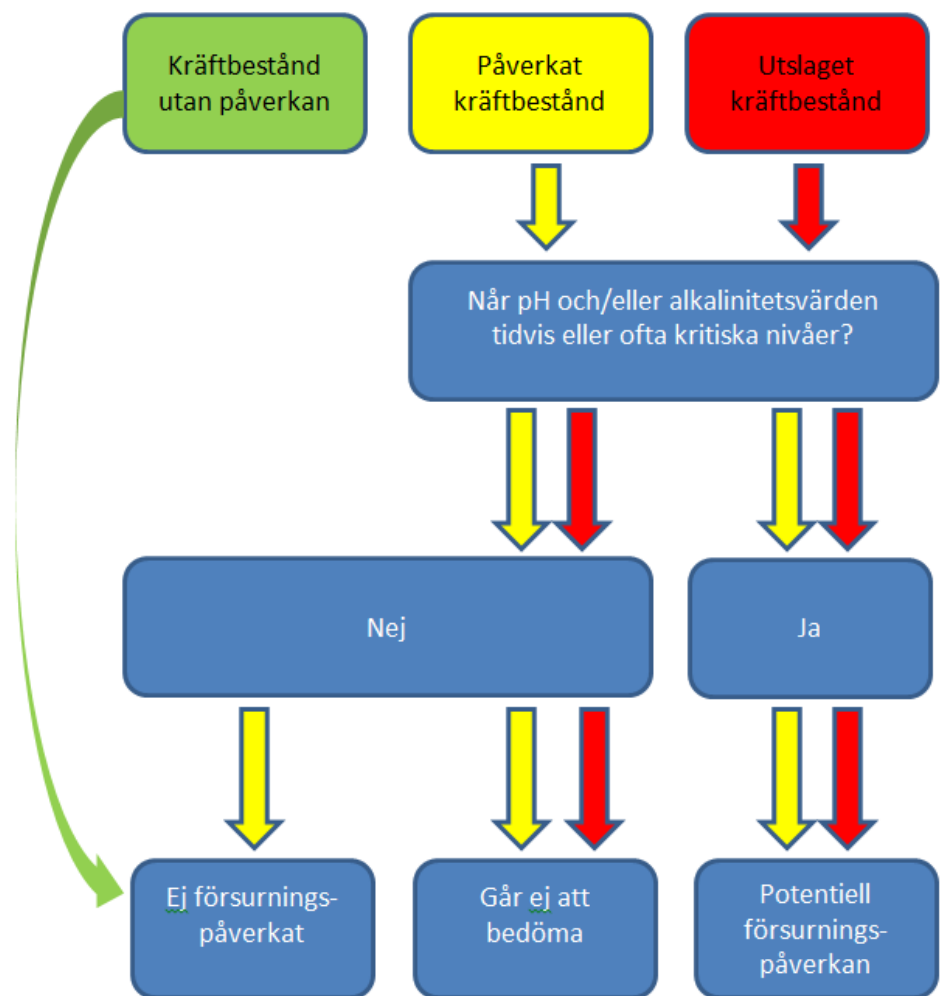 Kräftbestånd
utan påverkan
Påverkat
kräftbestånd
Utslaget
kräftbestånd
Når pH och/eller alkalinitetsvärden
tidvis eller ofta kritiska nivåer?
Nej
Ja
Ej försurnings-
påverkat
Går ej att
bedöma
Potentiell
försurnings-
påverkan